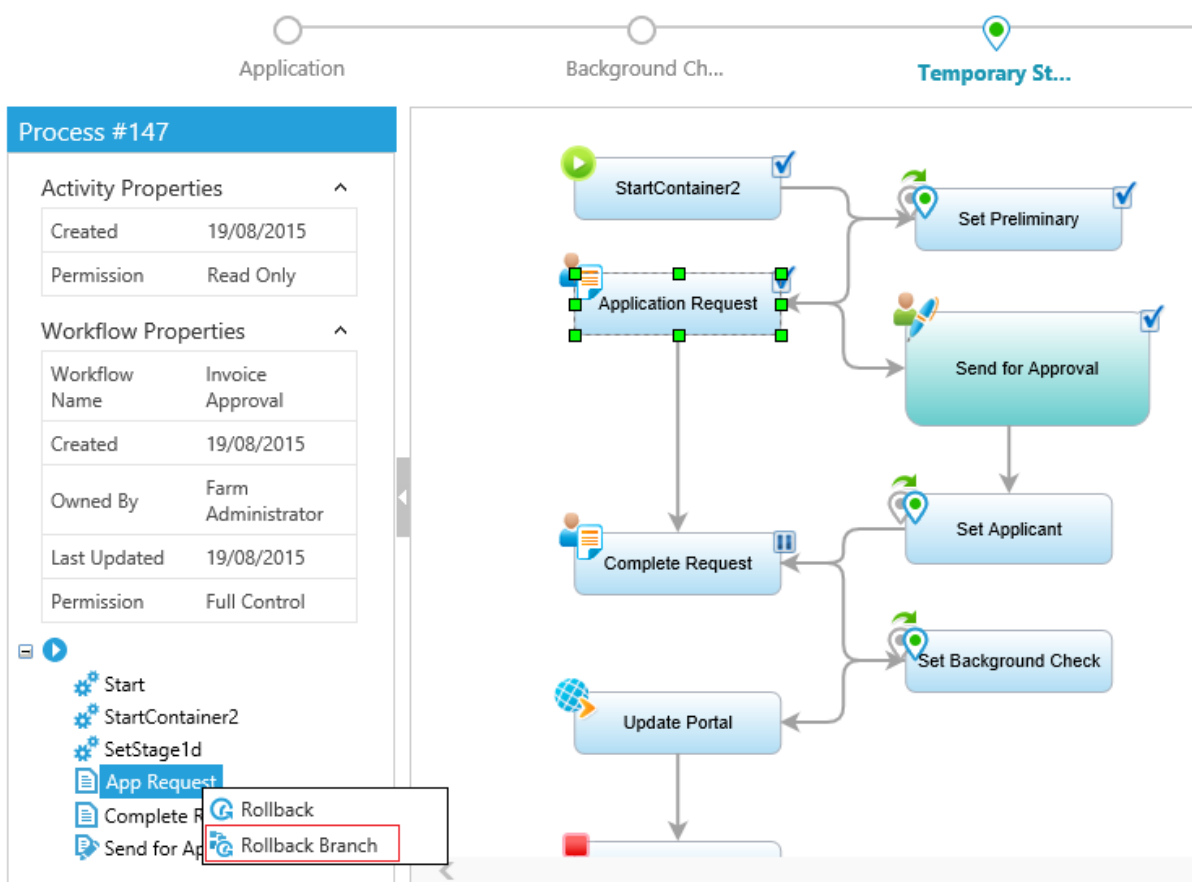 Application
Background Ch...
Temporary St...
Process #147
Activity Properties
Created 19/08/2015
Permission Read Only
Workflow Properties
Workflow Name Invoice Approval
Created 19/08/2015
Owned By Farm Administrator
Last Updated 19/08/2015
Permission Full Control
Start
StartContainer2
SetStage1d
App Request
Complete R
Send for Ap
Rollback
Rollback Branch
StartContainer2
Set Preliminary
Application Request
Send for Approval
Complete Request
Set Applicant
Set Background Check
Update Portal